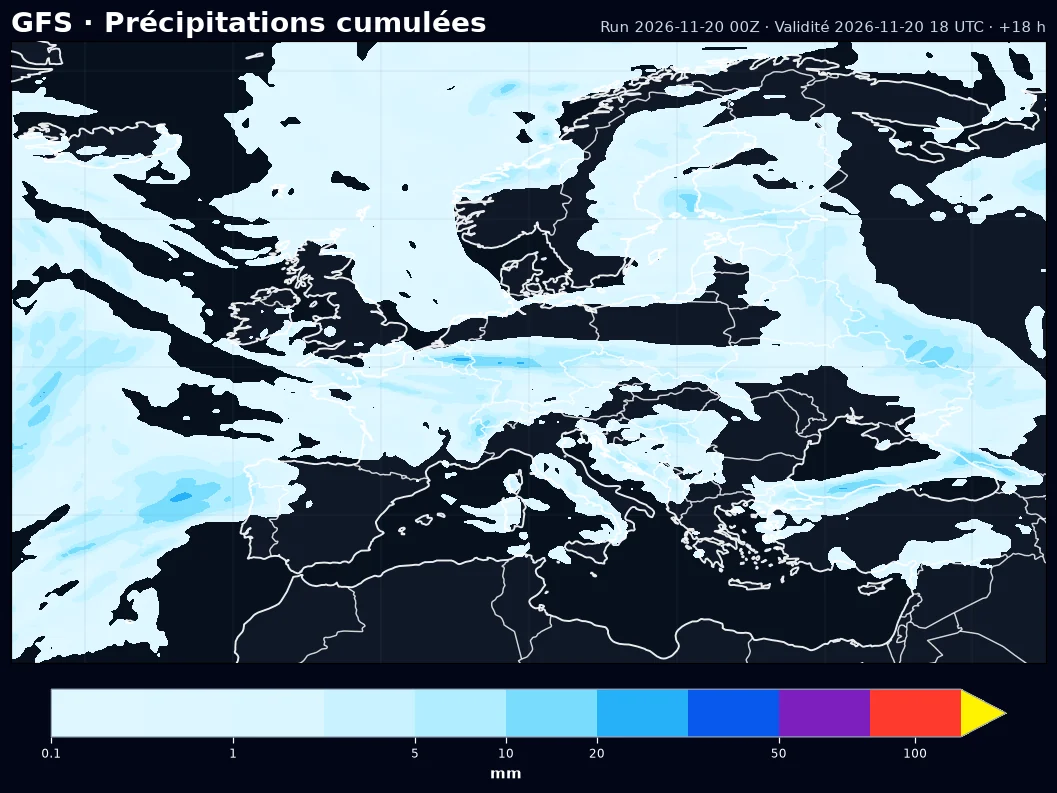 GFS · Précipitations cumulées
Run 2026-11-20 00Z · Validité 2026-11-20 18 UTC · +18 h
0.1 1 5 10 20 50 100
mm